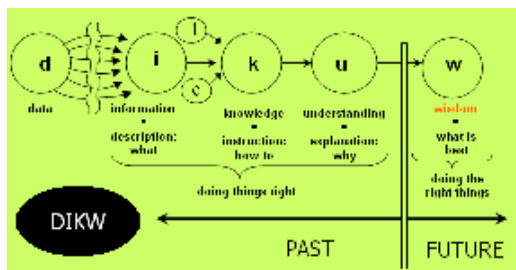 d
i
l
c
k
u
w
data
information
=
description:
what
knowledge
=
instruction:
how to
understanding
=
explanation:
why
wisdom
=
what is
best
doing things right
doing the
right things
DIKW
PAST
FUTURE